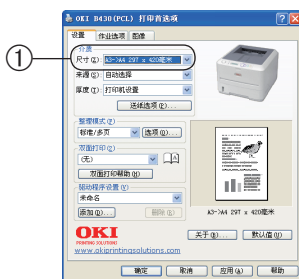 OKI B430(PCL) 打印首选项
设置 作业选项 图像
介质
尺寸(Z): A3->A4 297 x 420毫米
1
来源(S): 自动选择
厚度(T): 打印机设置
送纸选项(P)...
整理模式(F)
标准/多页 选项(O)...
双面打印(2)
(无)
双面打印帮助(H)
驱动程序设置(V)
未命名
添加(D)... 删除(R)
A3->A4 297 x 420毫米
OKI
PRINTING SOLUTIONS
www.okiprintingsolutions.com
关于(B)... 默认值(U)
确定 取消 应用(A) 帮助